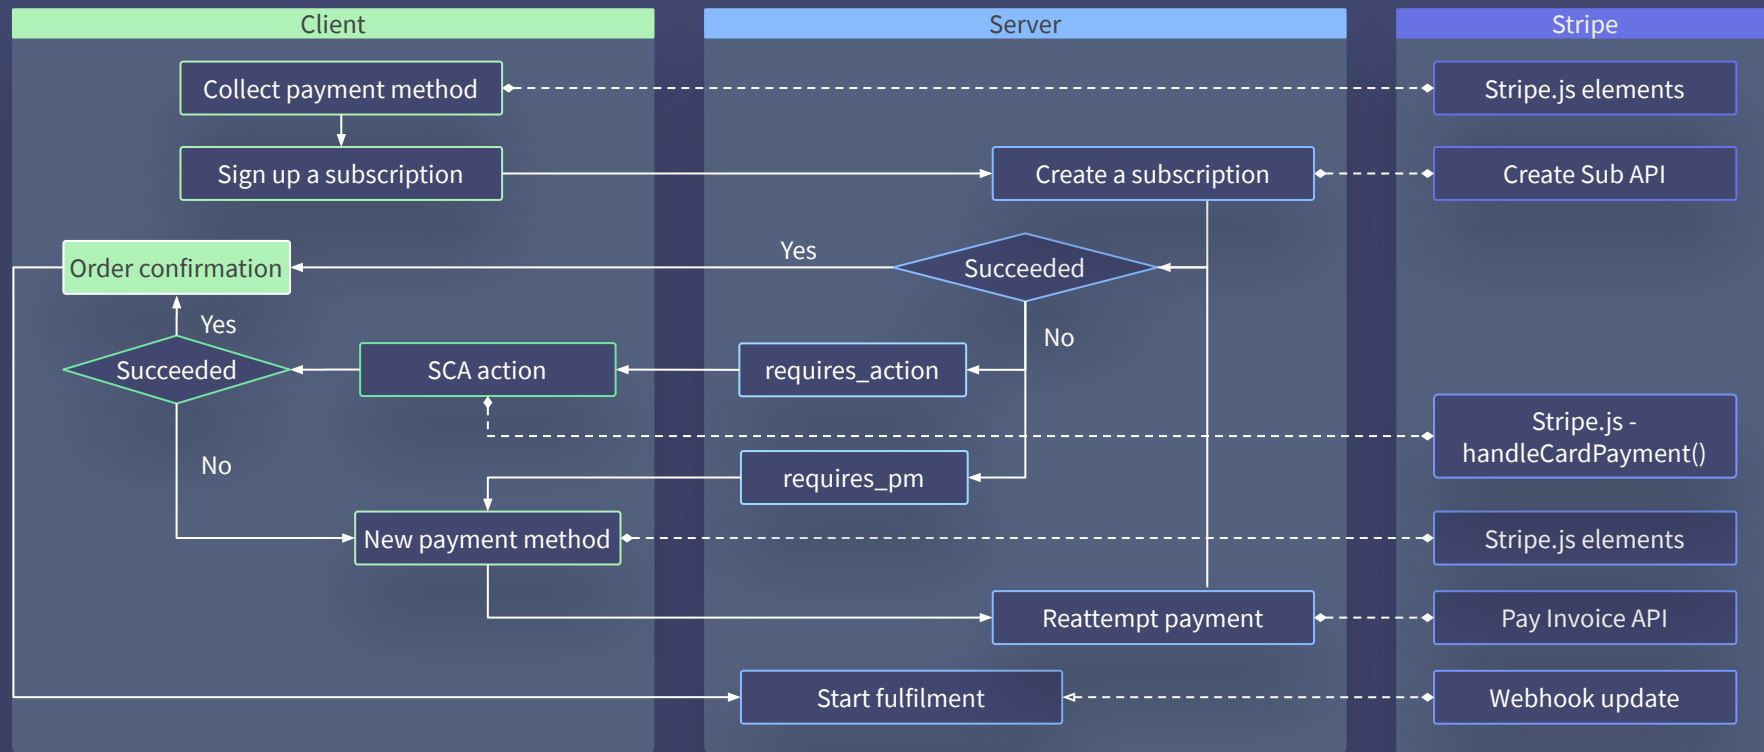 Client
Server
Stripe
Collect payment method
Stripe.js elements
Sign up a subscription
Create a subscription
Create Sub API
Yes
Order confirmation
Succeeded
Yes
No
Succeeded
SCA action
requires_action
Stripe.js -
handleCardPayment()
No
requires_pm
New payment method
Stripe.js elements
Reattempt payment
Pay Invoice API
Start fulfilment
Webhook update